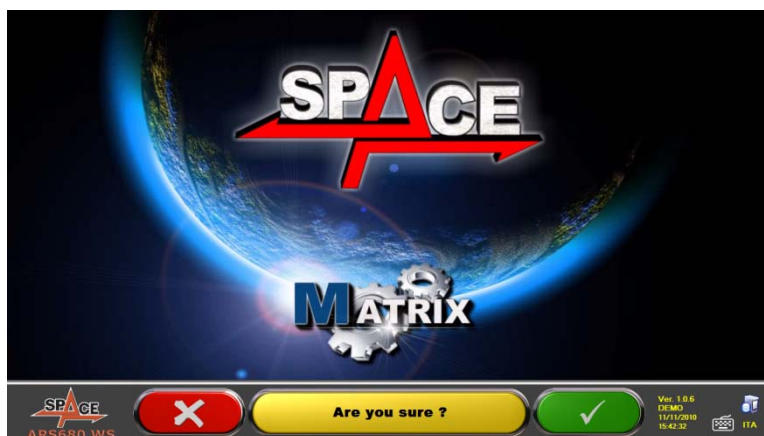 SPACE
MATRIX
SPACE
ARS680 WS
Are you sure ?
Ver. 1.0.6
DEMO
11/11/2010
15:42:32
ITA